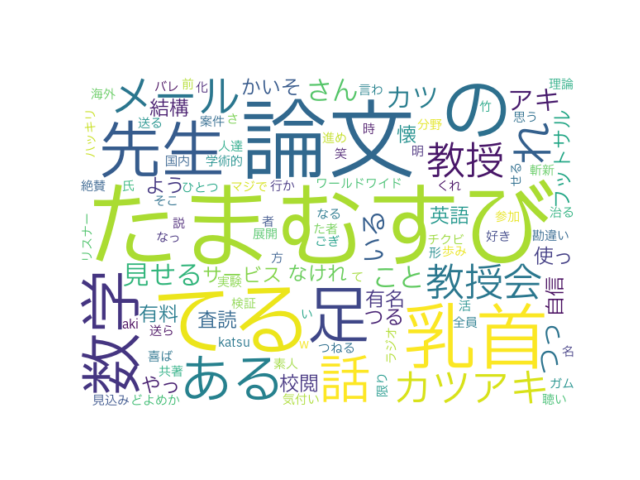 たまむすび
論文
の
先生
メール
数学
てる
足
乳首
ある
話
教授
教授会
カツアキ
れ
かいそ
さん
カツ
アキ
懐
結構
フットサル
よう
いる
英語
使っ
見せる
サービス
なけれ
こと
有料
査読
有名
つる
自信
つっ
やっ
校閲
海外
バレ
前
化
言わ
理論
竹
思う
ハッキリ
送る
案件
さ
人達
進め
時
分野
国内
学術的
笑
明
せる
斬新
絶賛
氏
ひとつ
マジで
行か
ワールドワイド
くれ
治る
そこ
リスナー
説
なっ
者
展開
なる
た者
ごぎ
方
チクビ
形
歩み
参加
好き
勘違い
て
実験
検証
い
活
全員
名
aki
送ら
katsu
つねる
w
ラジオ
喜ば
共著
素人
気付い
限り
ガム
聴い
見込み
どよめか